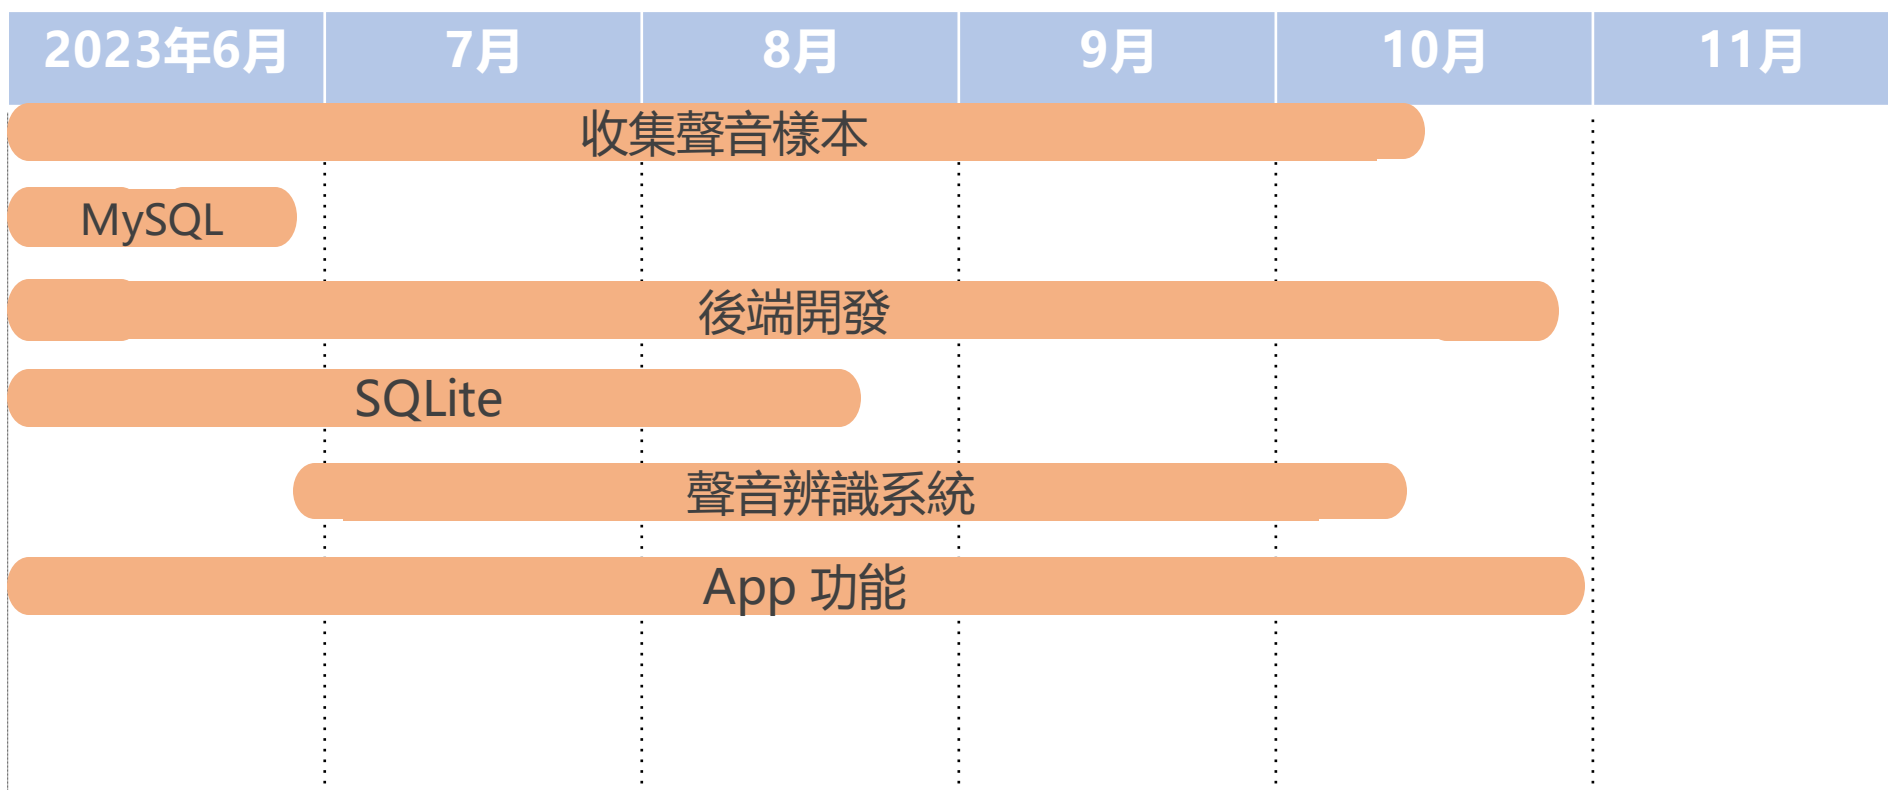 2023年6月 7月 8月 9月 10月 11月
收集聲音樣本
MySQL
後端開發
SQLite
聲音辨識系統
App 功能